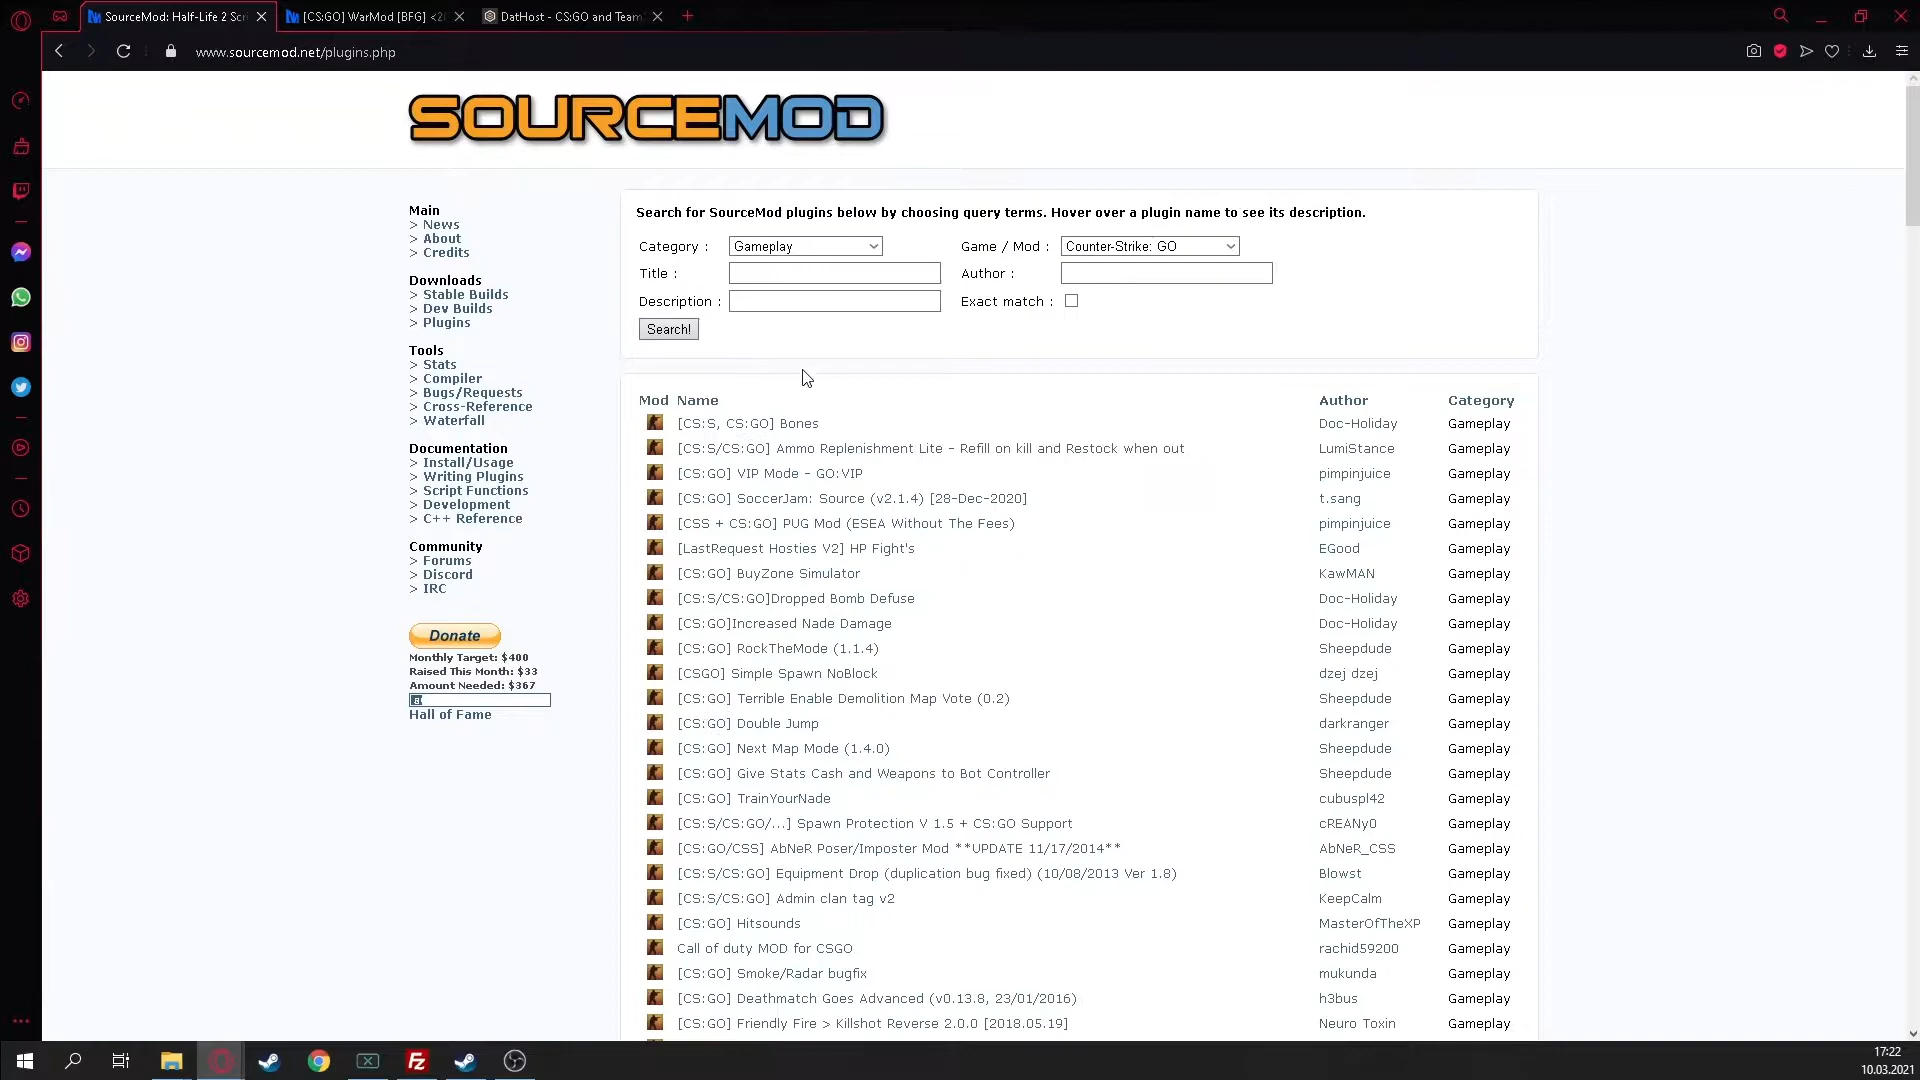 SourceMod: Half-Life 2 Scri
[CS:GO] WarMod [BFG] <2
DatHost - CS:GO and Team
www.sourcemod.net/plugins.php
SOURCEMOD
Main
> News
> About
> Credits
Downloads
> Stable Builds
> Dev Builds
> Plugins
Tools
> Stats
> Compiler
> Bugs/Requests
> Cross-Reference
> Waterfall
Documentation
> Install/Usage
> Writing Plugins
> Script Functions
> Development
> C++ Reference
Community
> Forums
> Discord
> IRC
Donate
Monthly Target: $400
Raised This Month: $33
Amount Needed: $367
Hall of Fame
Search for SourceMod plugins below by choosing query terms. Hover over a plugin name to see its description.
Category : Gameplay Game / Mod : Counter-Strike: GO
Title : Author :
Description : Exact match :
Search!
Mod Name Author Category
[CS:S, CS:GO] Bones Doc-Holiday Gameplay
[CS:S/CS:GO] Ammo Replenishment Lite - Refill on kill and Restock when out LumiStance Gameplay
[CS:GO] VIP Mode - GO:VIP pimpinjuice Gameplay
[CS:GO] SoccerJam: Source (v2.1.4) [28-Dec-2020] t.sang Gameplay
[CSS + CS:GO] PUG Mod (ESEA Without The Fees) pimpinjuice Gameplay
[LastRequest Hosties V2] HP Fight's EGood Gameplay
[CS:GO] BuyZone Simulator KawMAN Gameplay
[CS:S/CS:GO]Dropped Bomb Defuse Doc-Holiday Gameplay
[CS:GO]Increased Nade Damage Doc-Holiday Gameplay
[CS:GO] RockTheMode (1.1.4) Sheepdude Gameplay
[CSGO] Simple Spawn NoBlock dzej dzej Gameplay
[CS:GO] Terrible Enable Demolition Map Vote (0.2) Sheepdude Gameplay
[CS:GO] Double Jump darkranger Gameplay
[CS:GO] Next Map Mode (1.4.0) Sheepdude Gameplay
[CS:GO] Give Stats Cash and Weapons to Bot Controller Sheepdude Gameplay
[CS:GO] TrainYourNade cubuspl42 Gameplay
[CS:S/CS:GO/...] Spawn Protection V 1.5 + CS:GO Support cREANy0 Gameplay
[CS:GO/CSS] AbNeR Poser/Imposter Mod **UPDATE 11/17/2014** AbNeR_CSS Gameplay
[CS:S/CS:GO] Equipment Drop (duplication bug fixed) (10/08/2013 Ver 1.8) Blowst Gameplay
[CS:S/CS:GO] Admin clan tag v2 KeepCalm Gameplay
[CS:GO] Hitsounds MasterOfTheXP Gameplay
Call of duty MOD for CSGO rachid59200 Gameplay
[CS:GO] Smoke/Radar bugfix mukunda Gameplay
[CS:GO] Deathmatch Goes Advanced (v0.13.8, 23/01/2016) h3bus Gameplay
[CS:GO] Friendly Fire > Killshot Reverse 2.0.0 [2018.05.19] Neuro Toxin Gameplay
17:22
10.03.2021